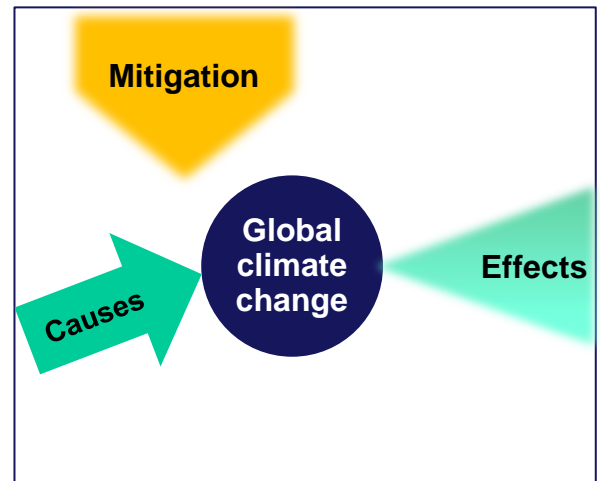 Mitigation
Global
climate
change
Effects
Causes